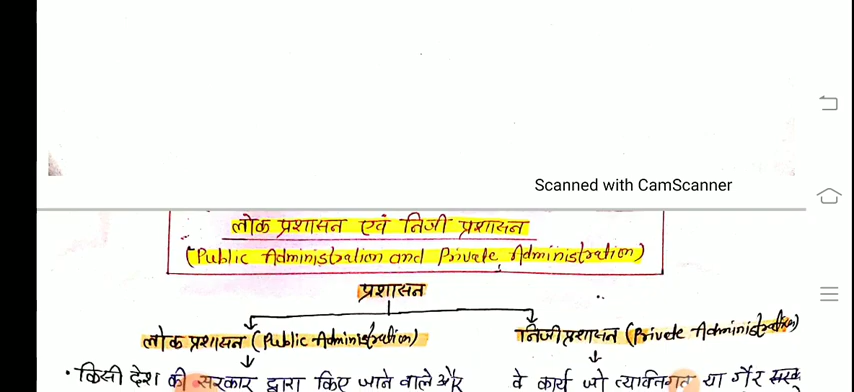 Scanned with CamScanner
लोक प्रशासन एवं निजी प्रशासन
(Public Administration and Private Administration)
प्रशासन
लोक प्रशासन (Public Administration)
निजी प्रशासन (Private Administration)
• किसी देश की सरकार द्वारा किए जाने वाले और
वे कार्य जो व्यक्तिगत या गैर